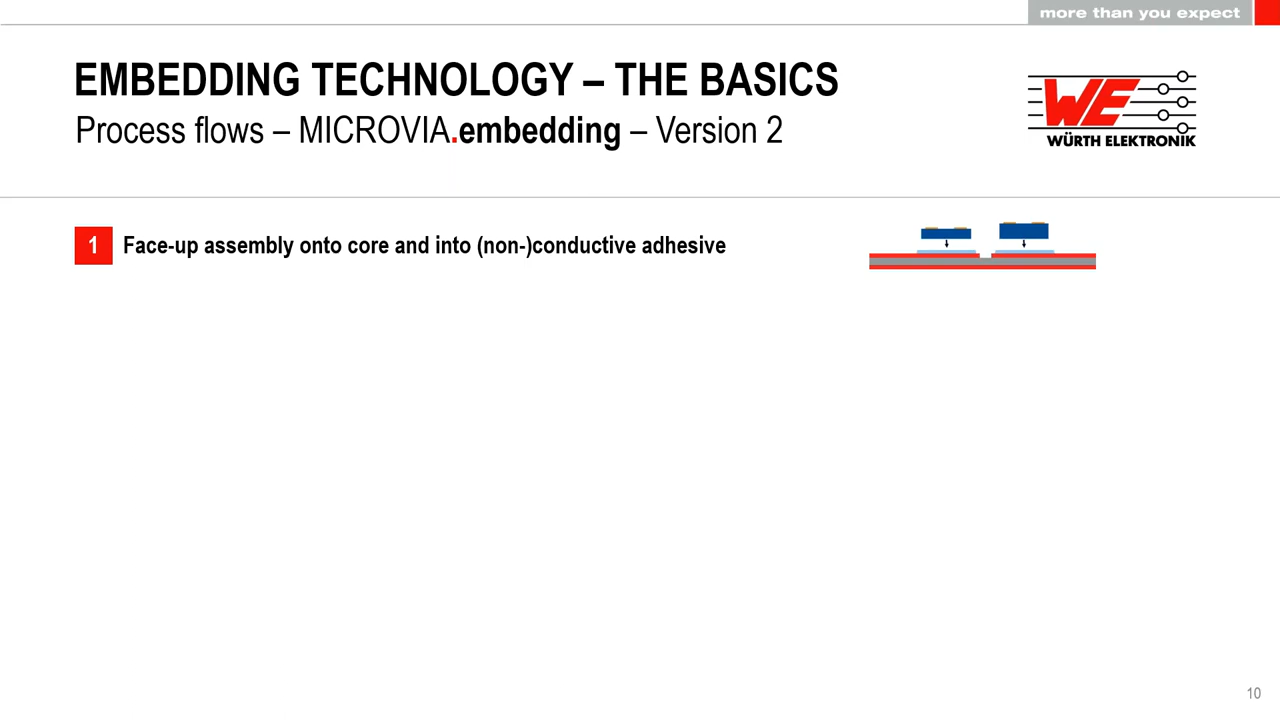 more than you expect
EMBEDDING TECHNOLOGY – THE BASICS
Process flows – MICROVIA.embedding – Version 2
WE
WÜRTH ELEKTRONIK
1 Face-up assembly onto core and into (non-)conductive adhesive
10